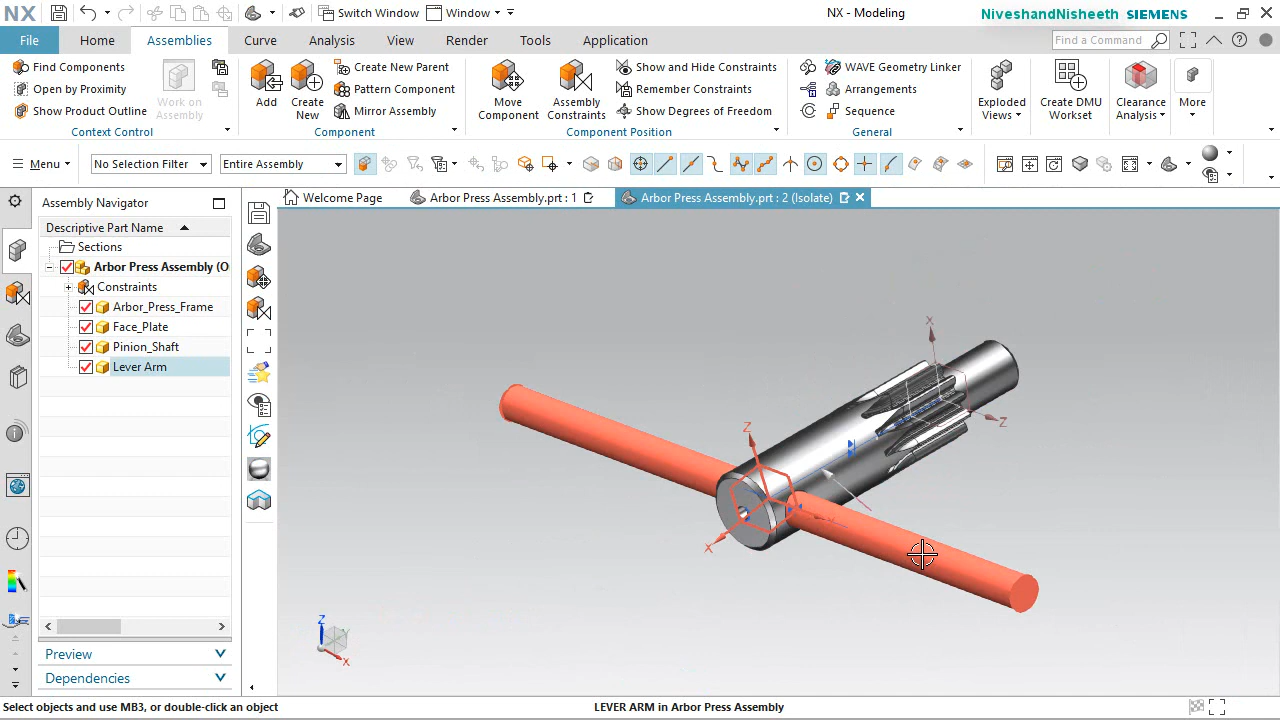 NX
Switch Window
Window
NX - Modeling
NiveshandNisheeth SIEMENS
File
Home
Assemblies
Curve
Analysis
View
Render
Tools
Application
Find a Command
Find Components
Open by Proximity
Show Product Outline
Work on Assembly
Context Control
Add
Create New
Create New Parent
Pattern Component
Mirror Assembly
Component
Move Component
Assembly Constraints
Show and Hide Constraints
Remember Constraints
Show Degrees of Freedom
Component Position
WAVE Geometry Linker
Arrangements
Sequence
General
Exploded Views
Create DMU Workset
Clearance Analysis
More
Menu
No Selection Filter
Entire Assembly
Assembly Navigator
Welcome Page
Arbor Press Assembly.prt : 1
Arbor Press Assembly.prt : 2 (Isolate)
Descriptive Part Name
Sections
Arbor Press Assembly (O
Constraints
Arbor_Press_Frame
Face_Plate
Pinion_Shaft
Lever Arm
X
Z
Z
X
Z
Y
X
Preview
Dependencies
Select objects and use MB3, or double-click an object
LEVER ARM in Arbor Press Assembly